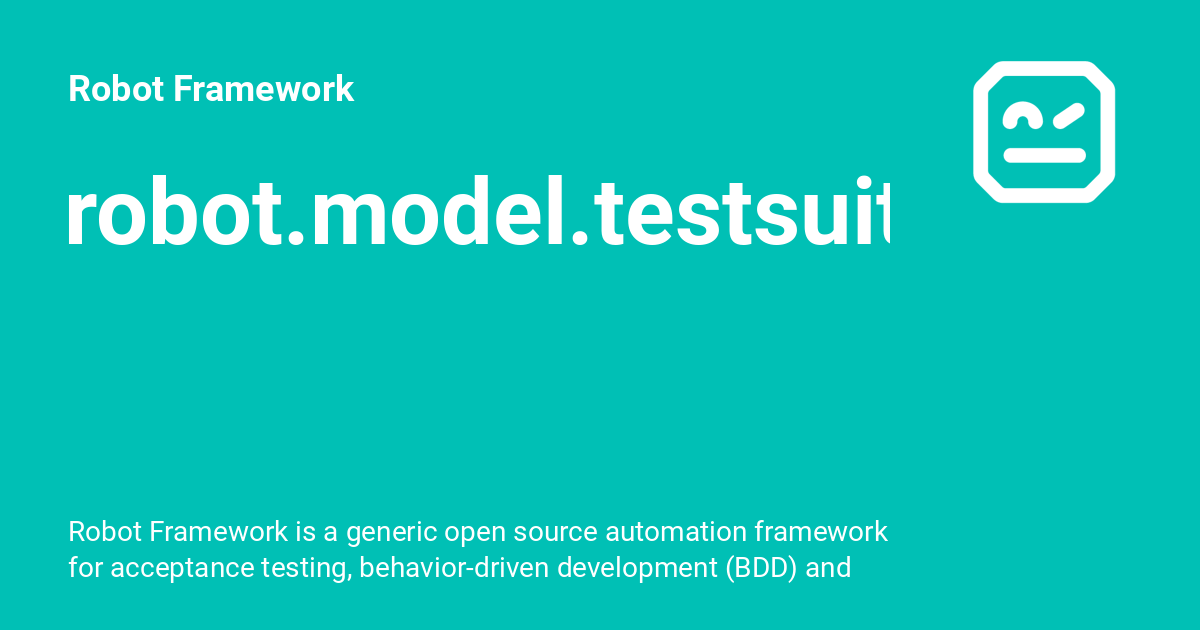 Robot Framework
robot.model.testsuit
Robot Framework is a generic open source automation framework
for acceptance testing, behavior-driven development (BDD) and